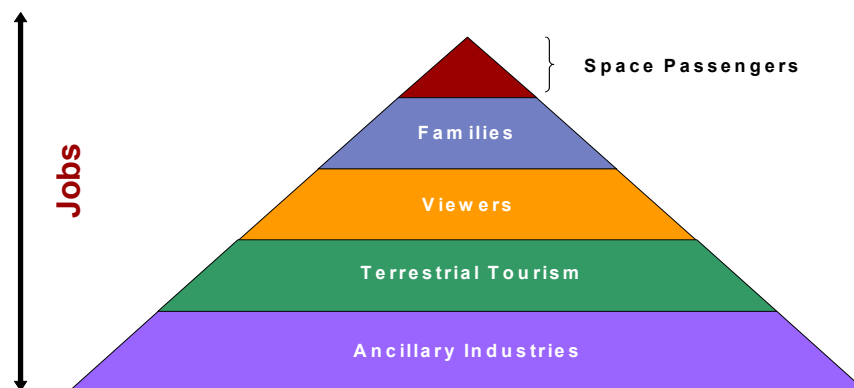 Space Passengers
Families
Jobs
Viewers
Terrestrial Tourism
Ancillary Industries